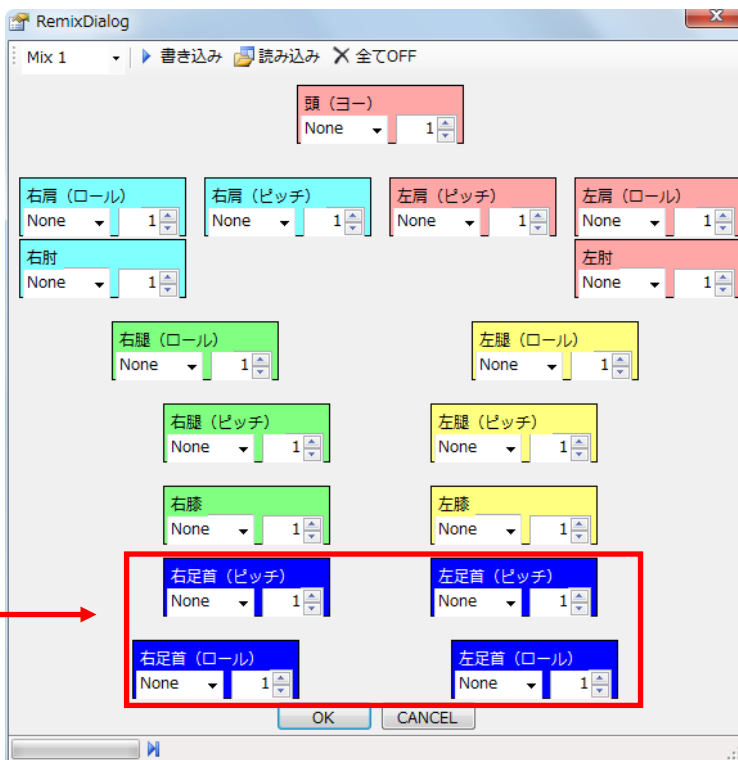 RemixDialog
Mix 1 書き込み 読み込み 全てOFF
頭（ヨー）
None 1
右肩（ロール） 右肩（ピッチ） 左肩（ピッチ） 左肩（ロール）
None 1 None 1 None 1 None 1
右肘 左肘
None 1 None 1
右腿（ロール） 左腿（ロール）
None 1 None 1
右腿（ピッチ） 左腿（ピッチ）
None 1 None 1
右膝 左膝
None 1 None 1
右足首（ピッチ） 左足首（ピッチ）
None 1 None 1
右足首（ロール） 左足首（ロール）
None 1 None 1
OK CANCEL